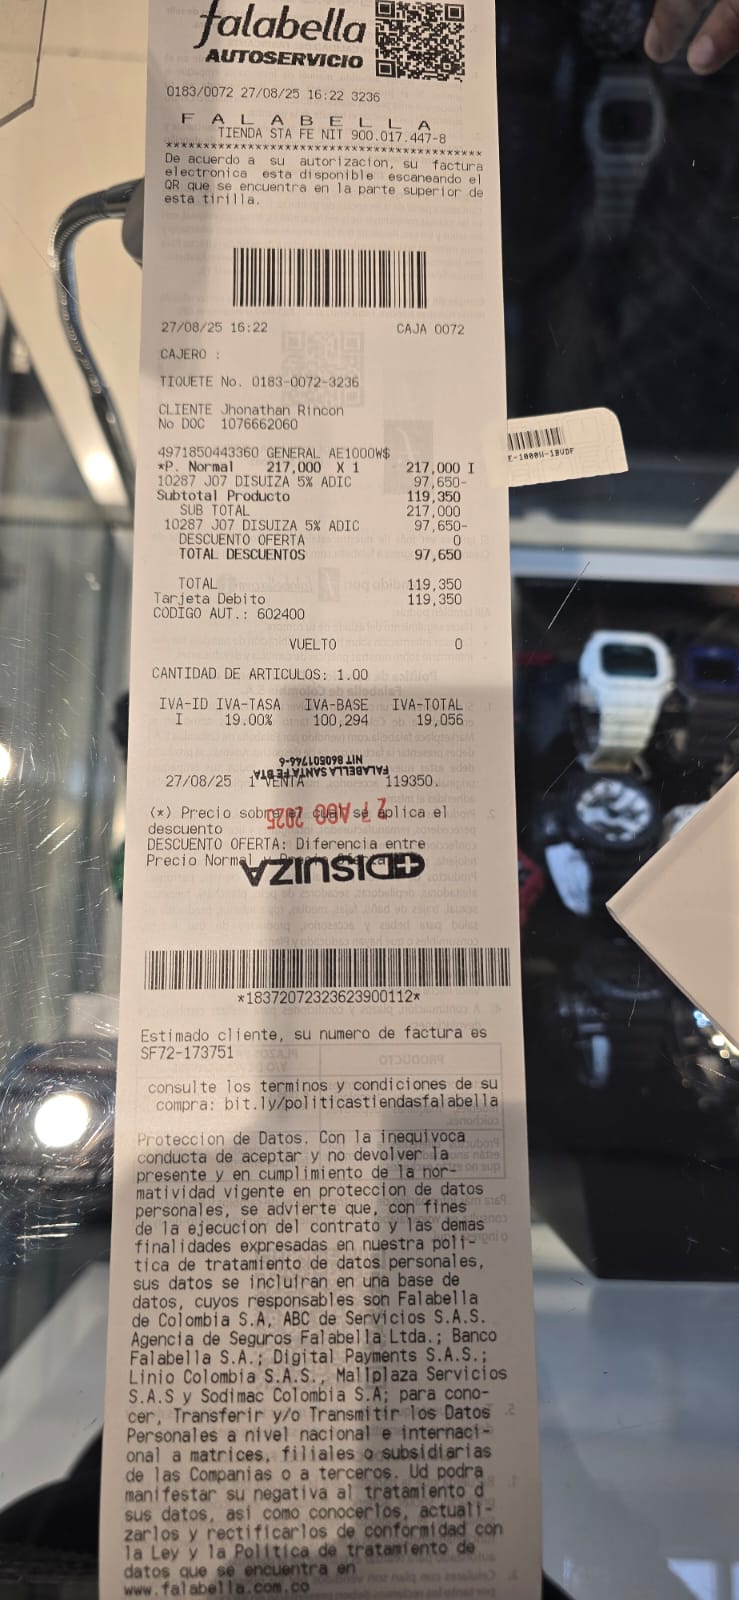 falabella
AUTOSERVICIO
0183/0072 27/08/25 16:22 3236
F A L A B E L L A
TIENDA STA FE NIT 900.017.447-8
******************************************
De acuerdo a su autorizacion, su factura
electronica esta disponible escaneando el
QR que se encuentra en la parte superior de
esta tirilla.
27/08/25 16:22 CAJA 0072
CAJERO :
TIQUETE No. 0183-0072-3236
CLIENTE Jhonathan Rincon
No DOC 1076662060
4971850443360 GENERAL AE1000W$
*P. Normal 217,000 X 1 217,000 I
10287 J07 DISUIZA 5% ADIC 97,650-
Subtotal Producto 119,350
SUB TOTAL 217,000
10287 J07 DISUIZA 5% ADIC 97,650-
DESCUENTO OFERTA 0
TOTAL DESCUENTOS 97,650
TOTAL 119,350
Tarjeta Debito 119,350
CODIGO AUT.: 602400
VUELTO 0
CANTIDAD DE ARTICULOS: 1.00
IVA-ID IVA-TASA IVA-BASE IVA-TOTAL
I 19.00% 100,294 19,056
NIT 860501746-6
FALABELLA SANTA FE BTA
27/08/25 1 VENTA 119350.
27 AGO 2025
(*) Precio sobre el cual se aplica el
descuento
DESCUENTO OFERTA: Diferencia entre
Precio Normal y Precio Oferta
DISUIZA
*18372072323623900112*
Estimado cliente, su numero de factura es
SF72-173751
consulte los terminos y condiciones de su
compra: bit.ly/politicastiendasfalabella
Proteccion de Datos. Con la inequivoca
conducta de aceptar y no devolver la
presente y en cumplimiento de la nor-
matividad vigente en proteccion de datos
personales, se advierte que, con fines
de la ejecucion del contrato y las demas
finalidades expresadas en nuestra poli-
tica de tratamiento de datos personales,
sus datos se incluiran en una base de
datos, cuyos responsables son Falabella
de Colombia S.A, ABC de Servicios S.A.S.
Agencia de Seguros Falabella Ltda.; Banco
Falabella S.A.; Digital Payments S.A.S.;
Linio Colombia S.A.S., Mallplaza Servicios
S.A.S y Sodimac Colombia S.A; para cono-
cer, Transferir y/o Transmitir los Datos
Personales a nivel nacional e internaci-
onal a matrices, filiales o subsidiarias
de las Companias o a terceros. Ud podra
manifestar su negativa al tratamiento d
sus datos, asi como conocerlos, actuali-
zarlos y rectificarlos de conformidad con
la Ley y la Politica de tratamiento de
datos que se encuentra en
www.falabella.com.co
E-1000W-1BVDF